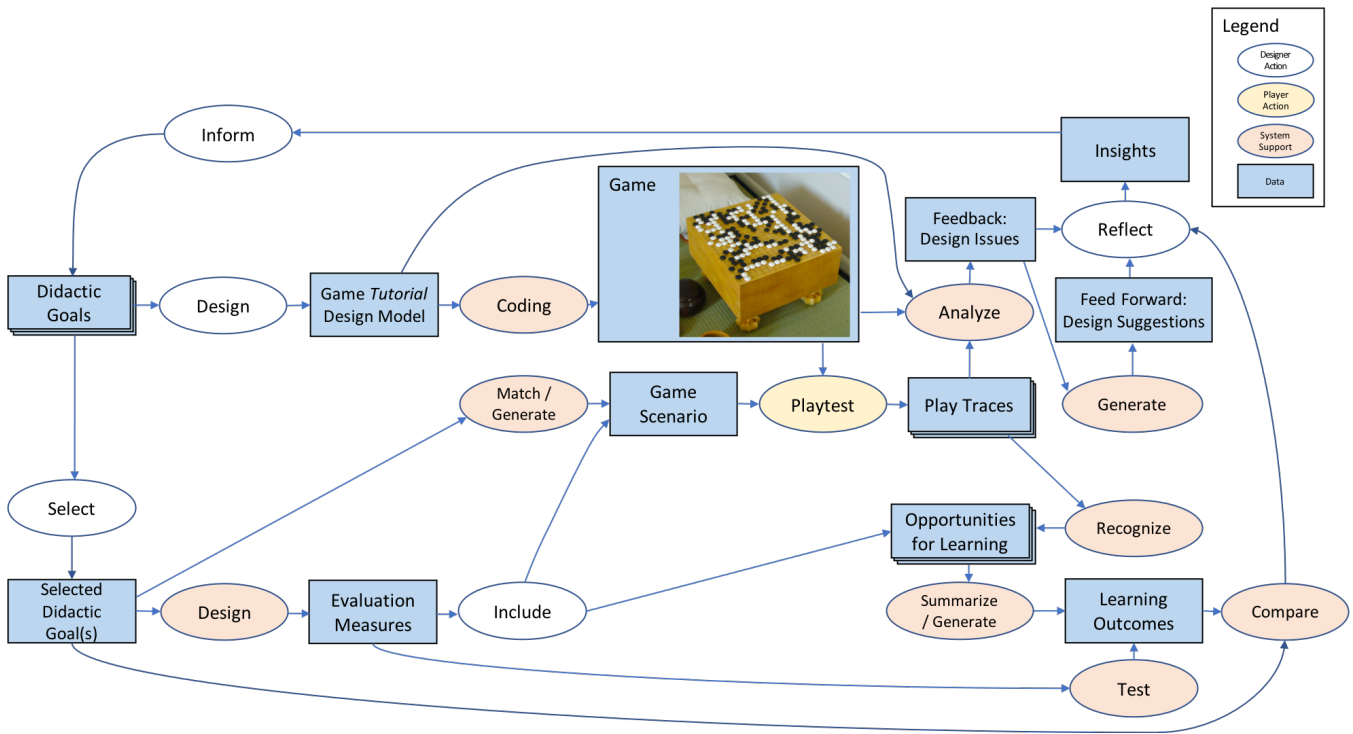 Legend
Designer
Action
Player
Action
System
Support
Data
Inform
Insights
Game
Feedback:
Design Issues
Reflect
Didactic
Goals
Design
Game Tutorial
Design Model
Coding
Analyze
Feed Forward:
Design Suggestions
Match /
Generate
Game
Scenario
Playtest
Play Traces
Generate
Select
Opportunities
for Learning
Recognize
Selected
Didactic
Goal(s)
Design
Evaluation
Measures
Include
Summarize
/ Generate
Learning
Outcomes
Compare
Test